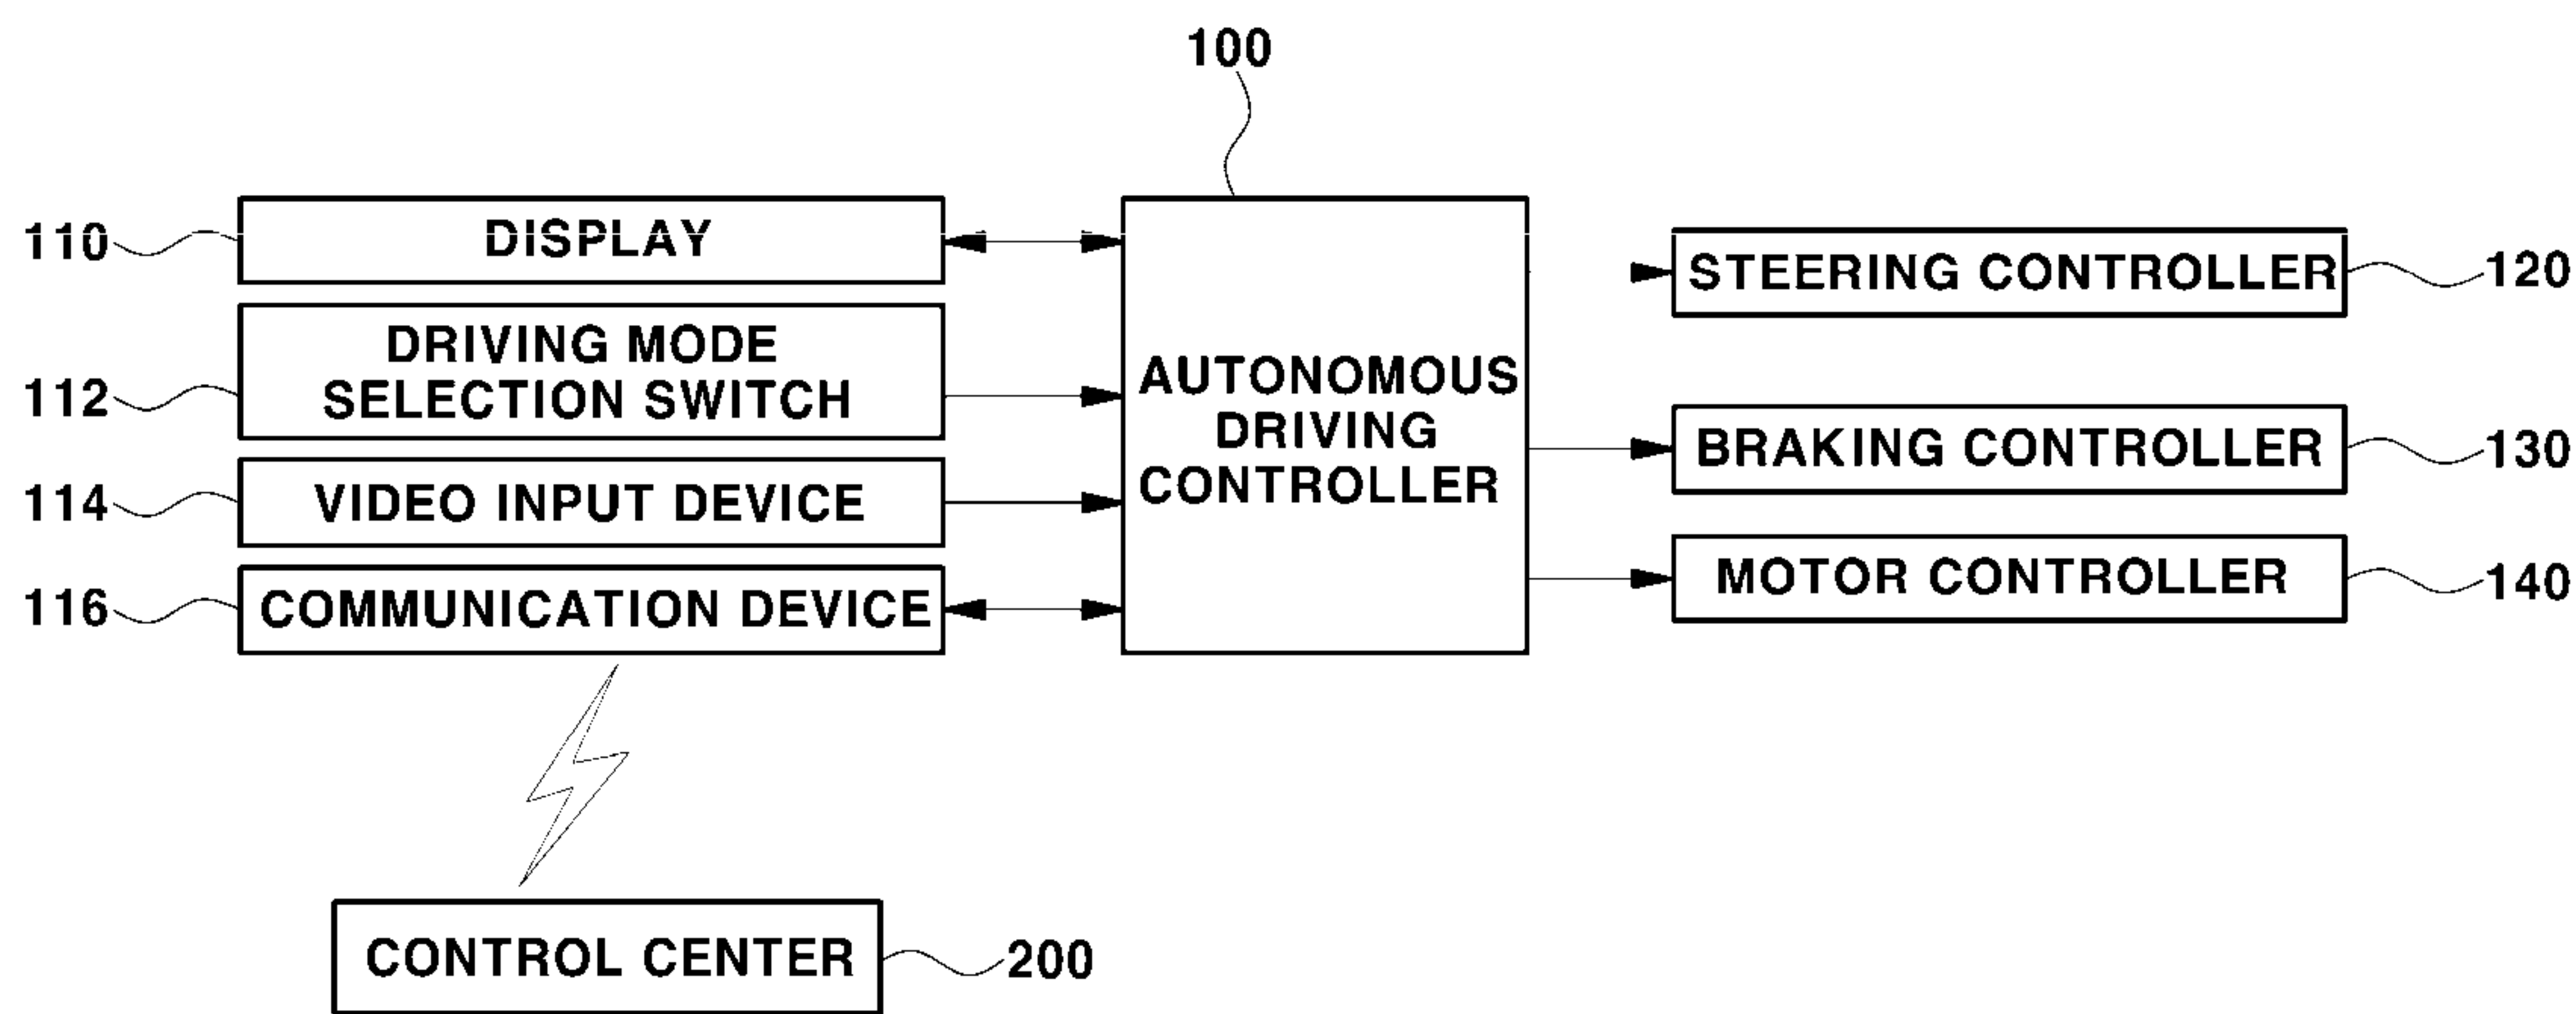 100
110
DISPLAY
112
DRIVING MODE
SELECTION SWITCH
114
VIDEO INPUT DEVICE
116
COMMUNICATION DEVICE
AUTONOMOUS
DRIVING
CONTROLLER
STEERING CONTROLLER
120
BRAKING CONTROLLER
130
MOTOR CONTROLLER
140
CONTROL CENTER
200